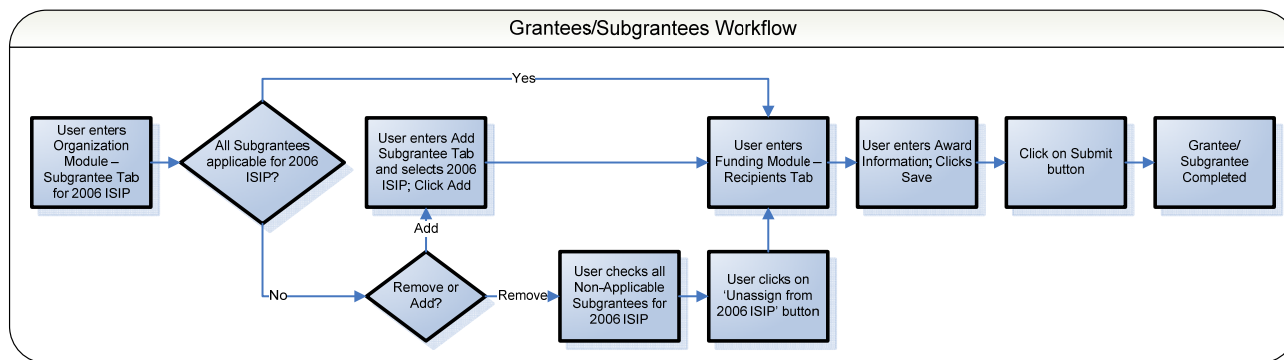 Grantees/Subgrantees Workflow
Yes
User enters
Organization
Module –
Subgrantee Tab
for 2006 ISIP
All Subgrantees
applicable for 2006
ISIP?
User enters Add
Subgrantee Tab
and selects 2006
ISIP; Click Add
User enters
Funding Module –
Recipients Tab
User enters Award
Information; Clicks
Save
Click on Submit
button
Grantee/
Subgrantee
Completed
Add
No
Remove or
Add?
Remove
User checks all
Non-Applicable
Subgrantees for
2006 ISIP
User clicks on
‘Unassign from
2006 ISIP’ button